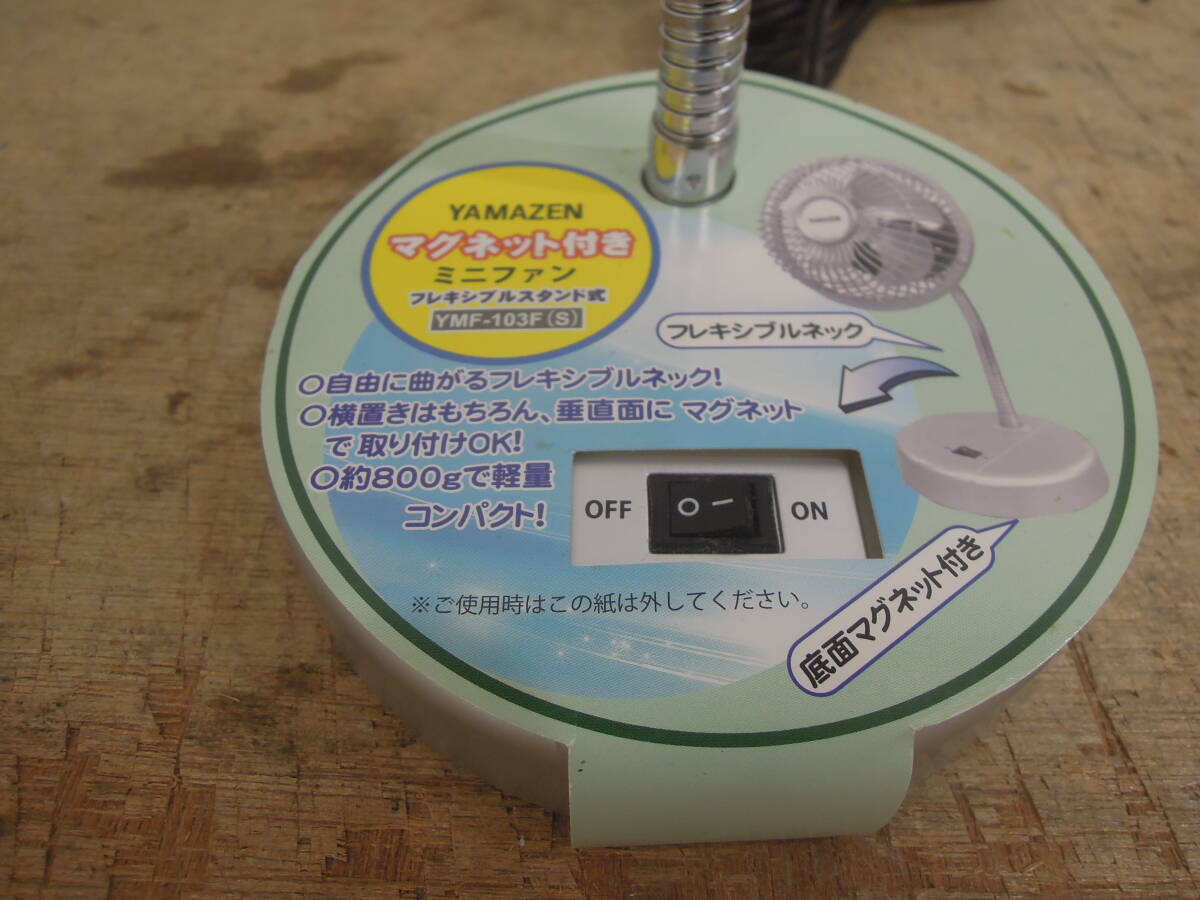 YAMAZEN
マグネット付き
ミニファン
フレキシブルスタンド式
YMF-103F(S)
フレキシブルネック
○自由に曲がるフレキシブルネック!
○横置きはもちろん、垂直面に マグネット
で 取り付けOK!
○約800gで軽量
コンパクト!
OFF ON
※ご使用時はこの紙は外してください。
底面マグネット付き